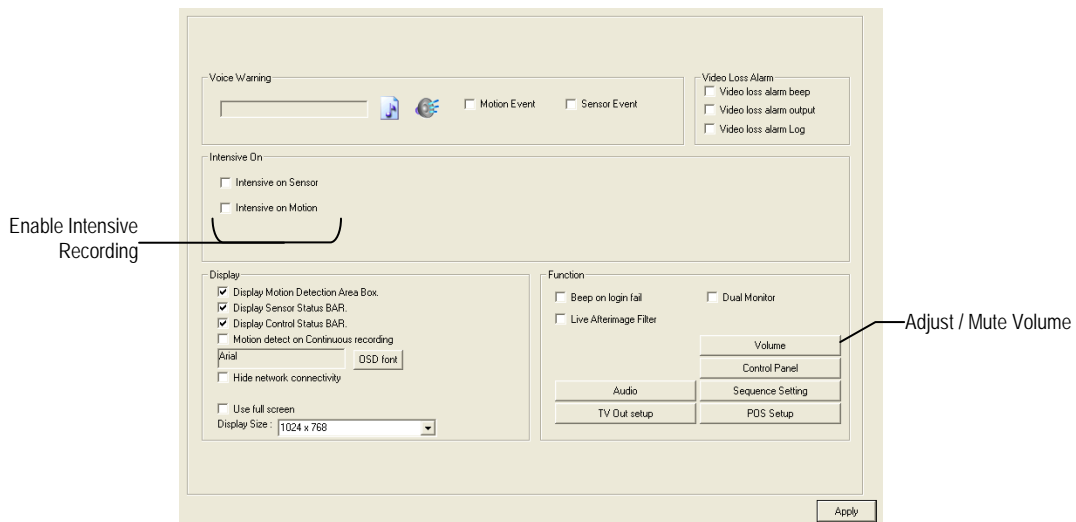 Voice Warning
Motion Event
Sensor Event
Video Loss Alarm
Video loss alarm beep
Video loss alarm output
Video loss alarm Log
Intensive On
Intensive on Sensor
Intensive on Motion
Enable Intensive
Recording
Display
Display Motion Detection Area Box.
Display Sensor Status BAR.
Display Control Status BAR.
Motion detect on Continuous recording
Arial
OSD font
Hide network connectivity
Use full screen
Display Size :
1024 x 768
Function
Beep on login fail
Dual Monitor
Live Afterimage Filter
Volume
Control Panel
Audio
Sequence Setting
TV Out setup
POS Setup
Adjust / Mute Volume
Apply